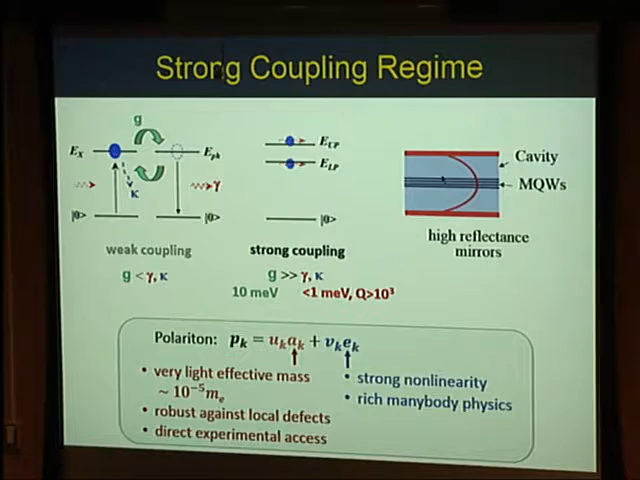 Strong Coupling Regime
g
E_X
E_ph
κ
γ
|0>
|0>
E_UP
E_LP
|0>
Cavity
MQWs
high reflectance
mirrors
weak coupling
g < γ, κ
strong coupling
g >> γ, κ
10 meV <1 meV, Q>10³
Polariton: p_k = u_k a_k + v_k e_k
• very light effective mass
~ 10⁻⁵ m_e
• robust against local defects
• direct experimental access
• strong nonlinearity
• rich manybody physics